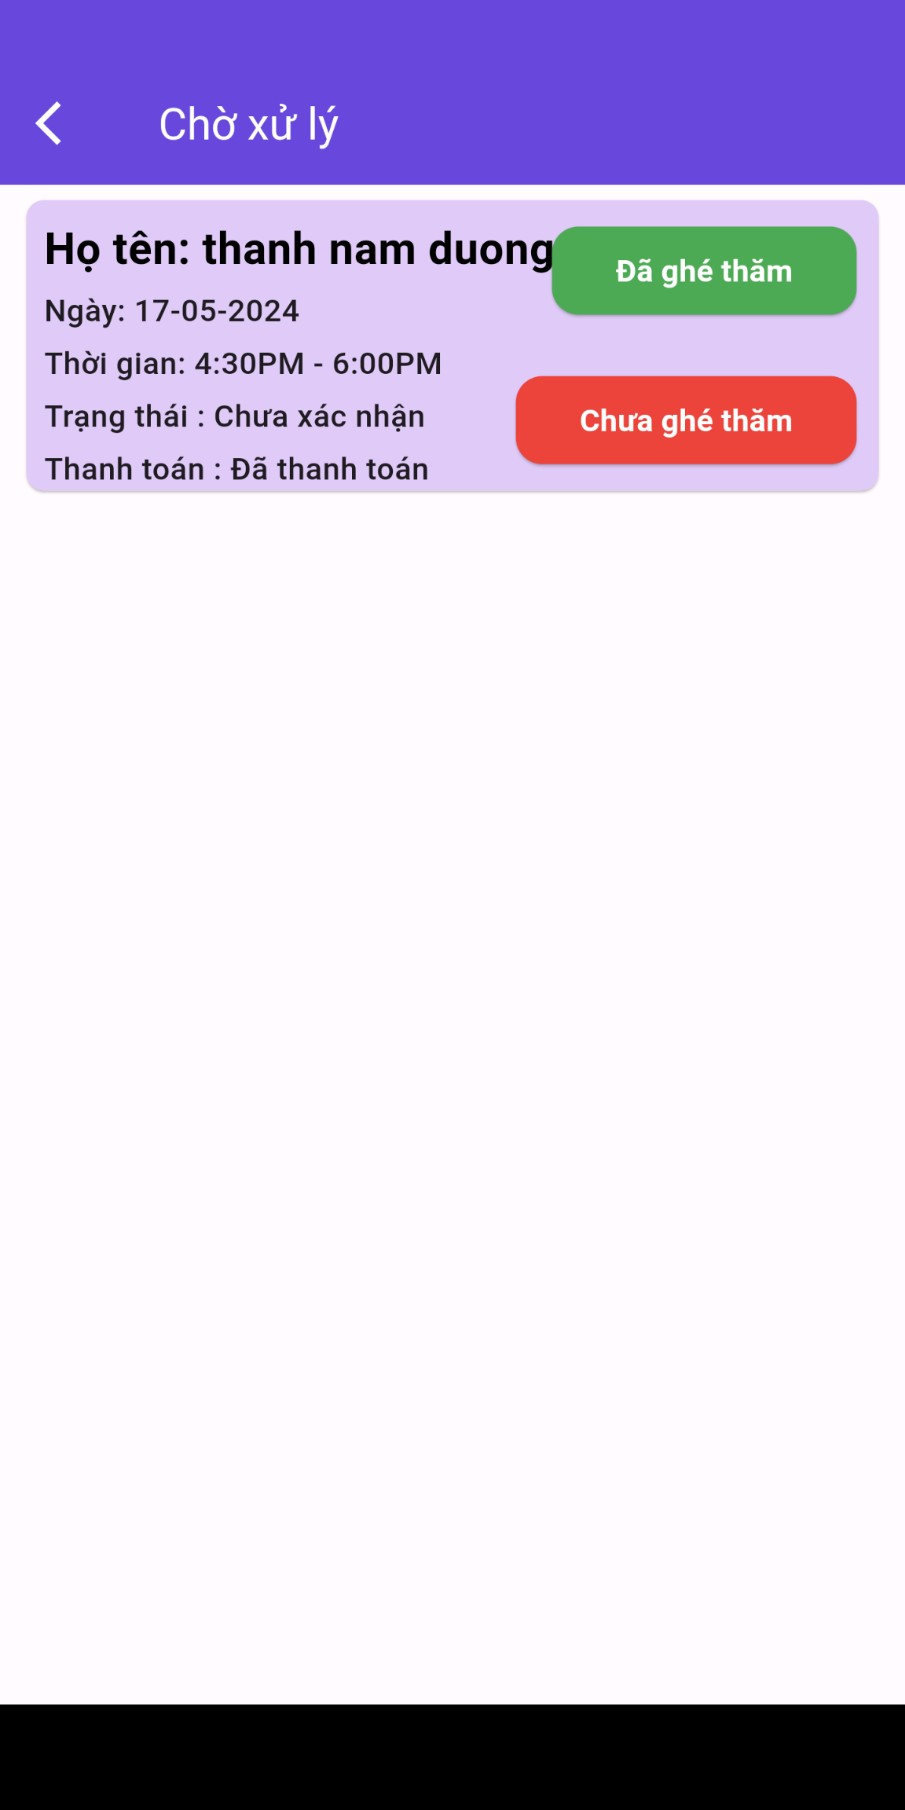 Chờ xử lý
Họ tên: thanh nam duong
Đã ghé thăm
Ngày: 17-05-2024
Thời gian: 4:30PM - 6:00PM
Trạng thái : Chưa xác nhận
Chưa ghé thăm
Thanh toán : Đã thanh toán